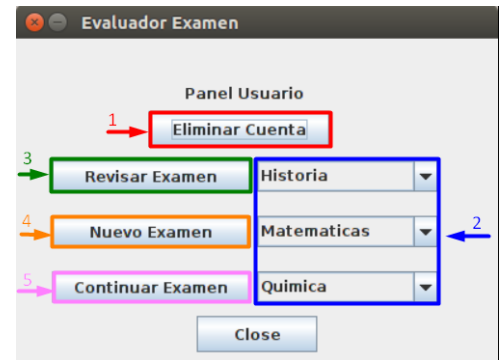 Evaluador Examen
Panel Usuario
1
Eliminar Cuenta
3
Revisar Examen Historia
4
Nuevo Examen Matematicas 2
5
Continuar Examen Quimica
Close